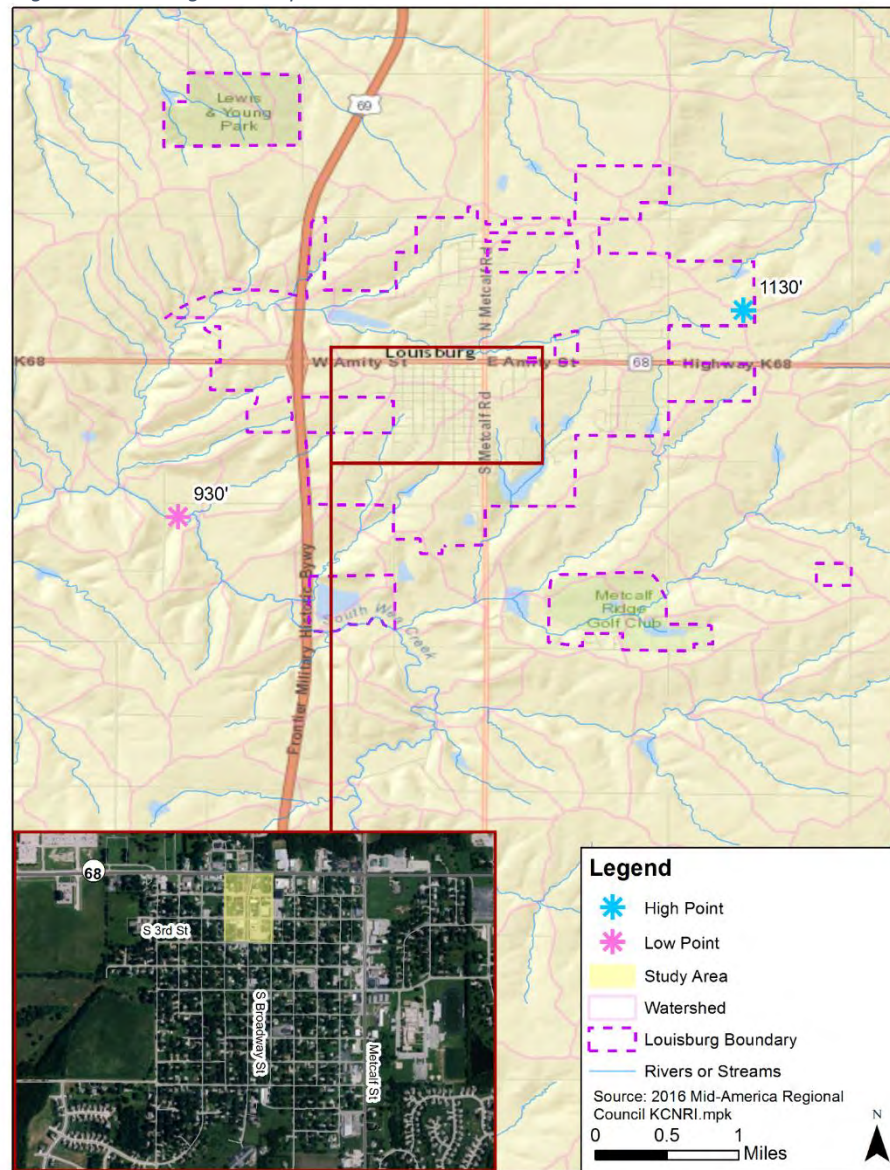 Lewis
& Young
Park
69
N Metcalf Rd
1130'
K68
W Amity St
Louisburg
E Amity St
68
Highway K68
S Metcalf Rd
930'
Frontier Military Historic Bywy
South Wea Creek
Metcalf
Ridge
Golf Club
68
S 3rd St
S Broadway St
Metcalf St
Legend
High Point
Low Point
Study Area
Watershed
Louisburg Boundary
Rivers or Streams
Source: 2016 Mid-America Regional
Council KCNRI.mpk
0 0.5 1
Miles
N